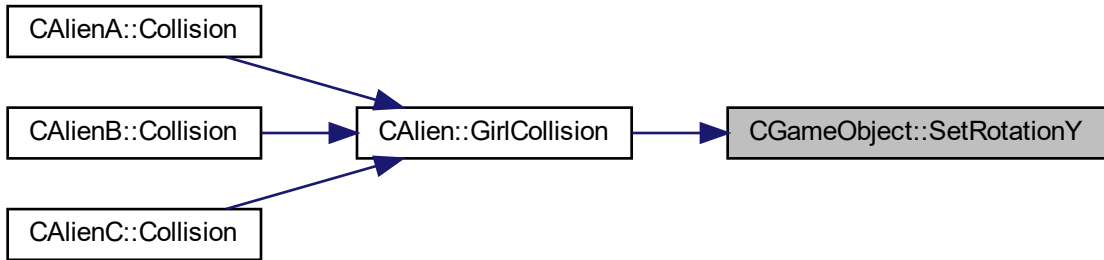 CAlienA::Collision
CAlienB::Collision
CAlien::GirlCollision
CGameObject::SetRotationY
CAlienC::Collision